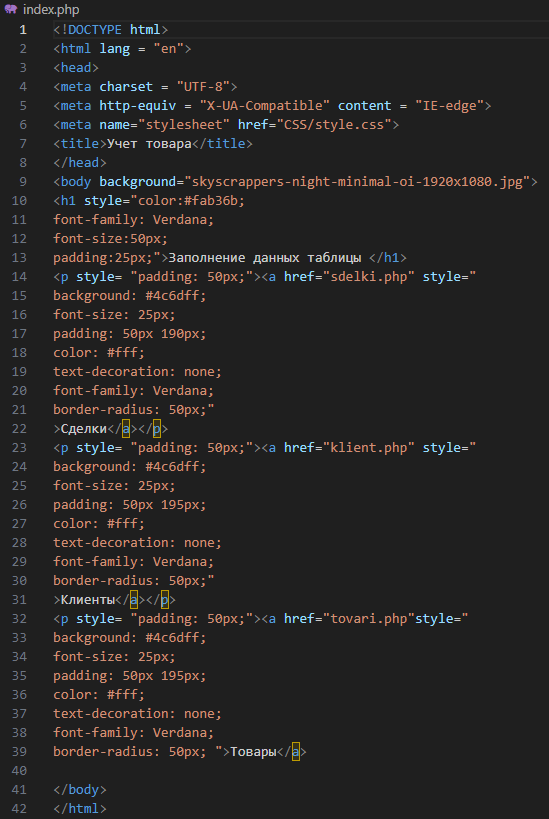 index.php
1 <!DOCTYPE html>
2 <html lang = "en">
3 <head>
4 <meta charset = "UTF-8">
5 <meta http-equiv = "X-UA-Compatible" content = "IE-edge">
6 <meta name="stylesheet" href="CSS/style.css">
7 <title>Учет товара</title>
8 </head>
9 <body background="skyscrappers-night-minimal-oi-1920x1080.jpg">
10 <h1 style="color:#fab36b;
11 font-family: Verdana;
12 font-size:50px;
13 padding:25px;">Заполнение данных таблицы </h1>
14 <p style= "padding: 50px;"><a href="sdelki.php" style="
15 background: #4c6dff;
16 font-size: 25px;
17 padding: 50px 190px;
18 color: #fff;
19 text-decoration: none;
20 font-family: Verdana;
21 border-radius: 50px;"
22 >Сделки</a></p>
23 <p style= "padding: 50px;"><a href="klient.php" style="
24 background: #4c6dff;
25 font-size: 25px;
26 padding: 50px 195px;
27 color: #fff;
28 text-decoration: none;
29 font-family: Verdana;
30 border-radius: 50px;"
31 >Клиенты</a></p>
32 <p style= "padding: 50px;"><a href="tovari.php"style="
33 background: #4c6dff;
34 font-size: 25px;
35 padding: 50px 195px;
36 color: #fff;
37 text-decoration: none;
38 font-family: Verdana;
39 border-radius: 50px; ">Товары</a>
40
41 </body>
42 </html>